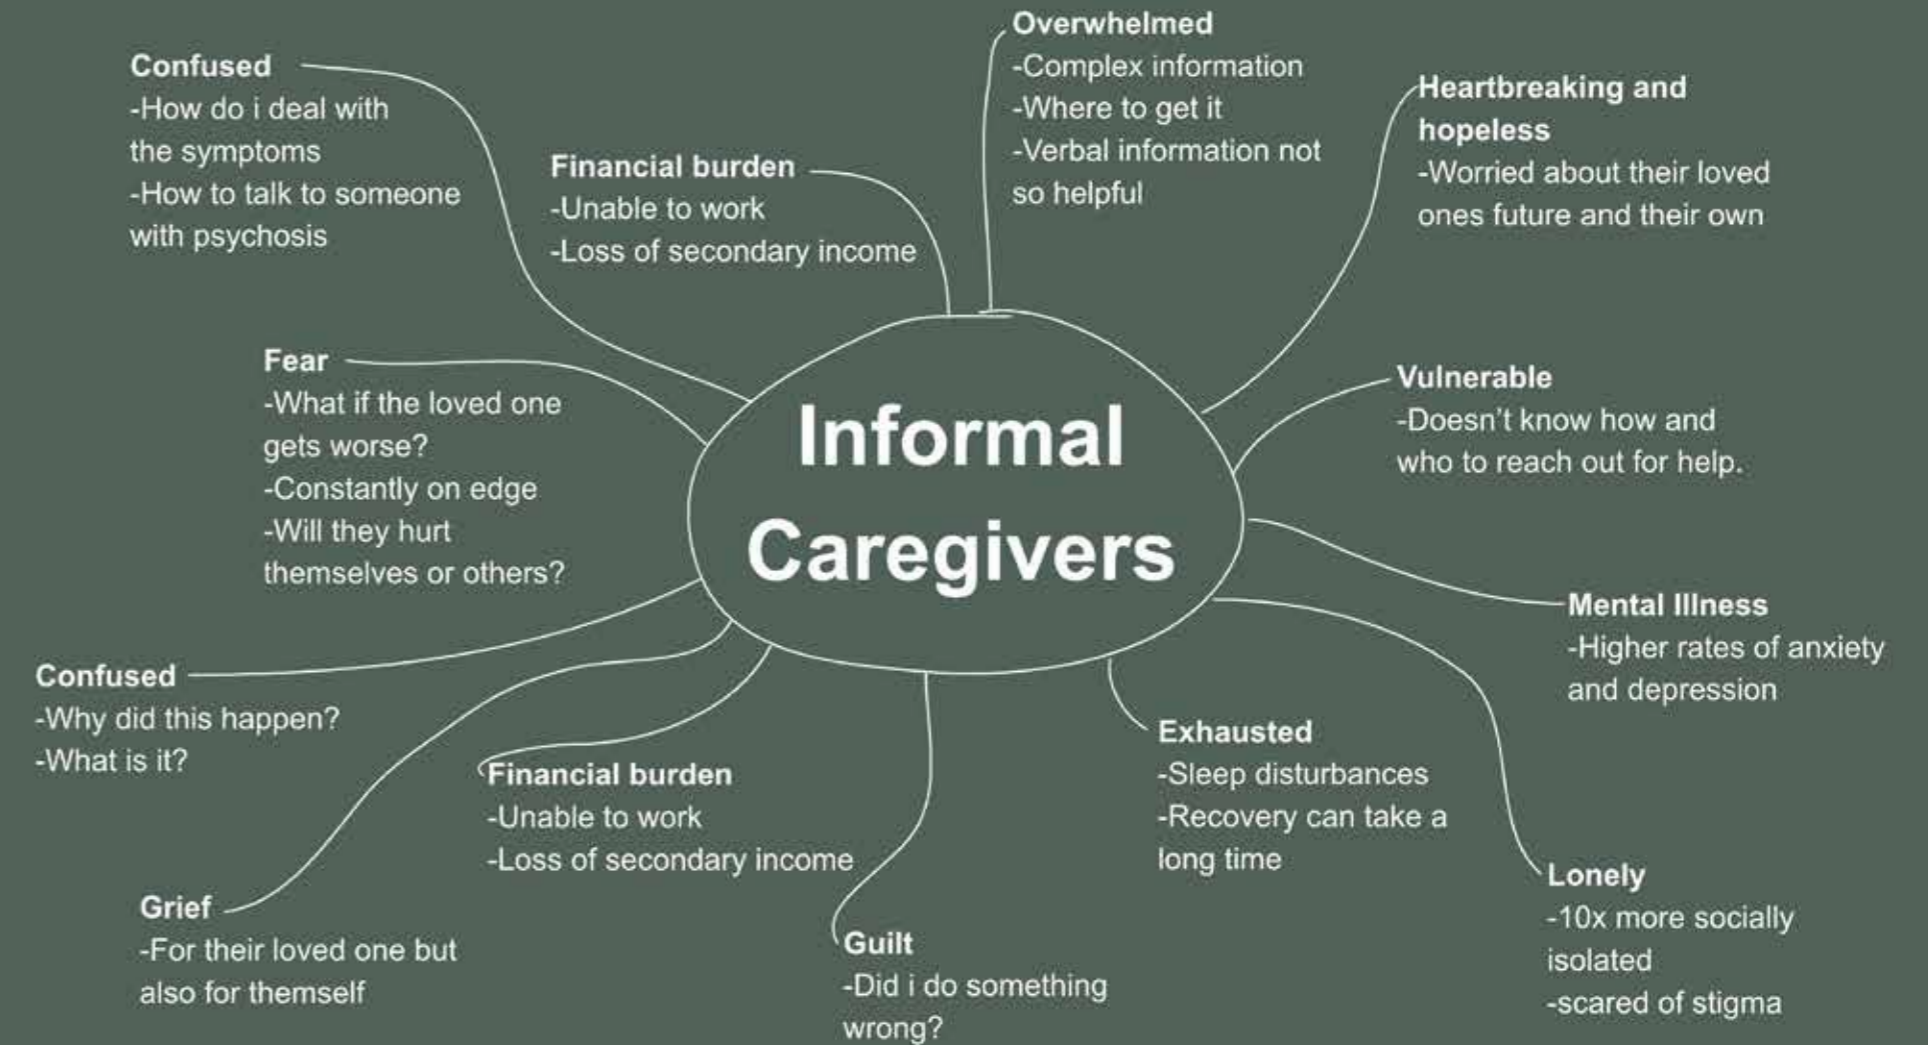 Confused
-How do i deal with
the symptoms
-How to talk to someone
with psychosis
Financial burden
-Unable to work
-Loss of secondary income
Overwhelmed
-Complex information
-Where to get it
-Verbal information not
so helpful
Heartbreaking and
hopeless
-Worried about their loved
ones future and their own
Fear
-What if the loved one
gets worse?
-Constantly on edge
-Will they hurt
themselves or others?
Informal
Caregivers
Vulnerable
-Doesn't know how and
who to reach out for help.
Mental Illness
-Higher rates of anxiety
and depression
Confused
-Why did this happen?
-What is it?
Financial burden
-Unable to work
-Loss of secondary income
Exhausted
-Sleep disturbances
-Recovery can take a
long time
Grief
-For their loved one but
also for themself
Guilt
-Did i do something
wrong?
Lonely
-10x more socially
isolated
-scared of stigma